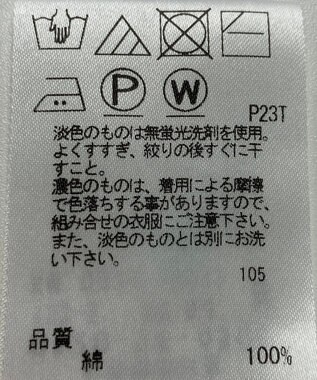 P W
P23T
淡色のものは無蛍光洗剤を使用。
よくすすぎ、絞りの後すぐに干
すこと。
濃色のものは、着用による摩擦
で色落ちする事がありますので、
組み合せの衣服にご注意下さい。
また、淡色のものとは別にお洗
い下さい。
105
品質
綿 100%